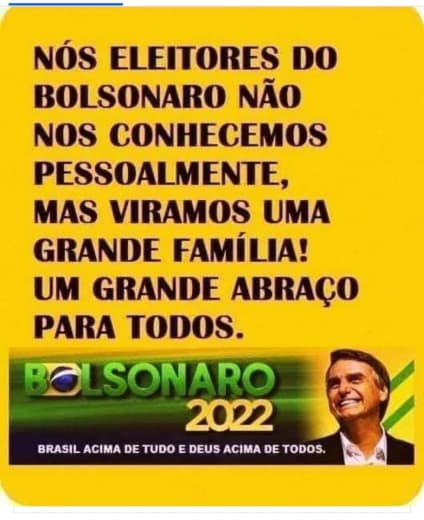 NÓS ELEITORES DO
BOLSONARO NÃO
NOS CONHECEMOS
PESSOALMENTE,
MAS VIRAMOS UMA
GRANDE FAMÍLIA!
UM GRANDE ABRAÇO
PARA TODOS.
BOLSONARO
2022
BRASIL ACIMA DE TUDO E DEUS ACIMA DE TODOS.